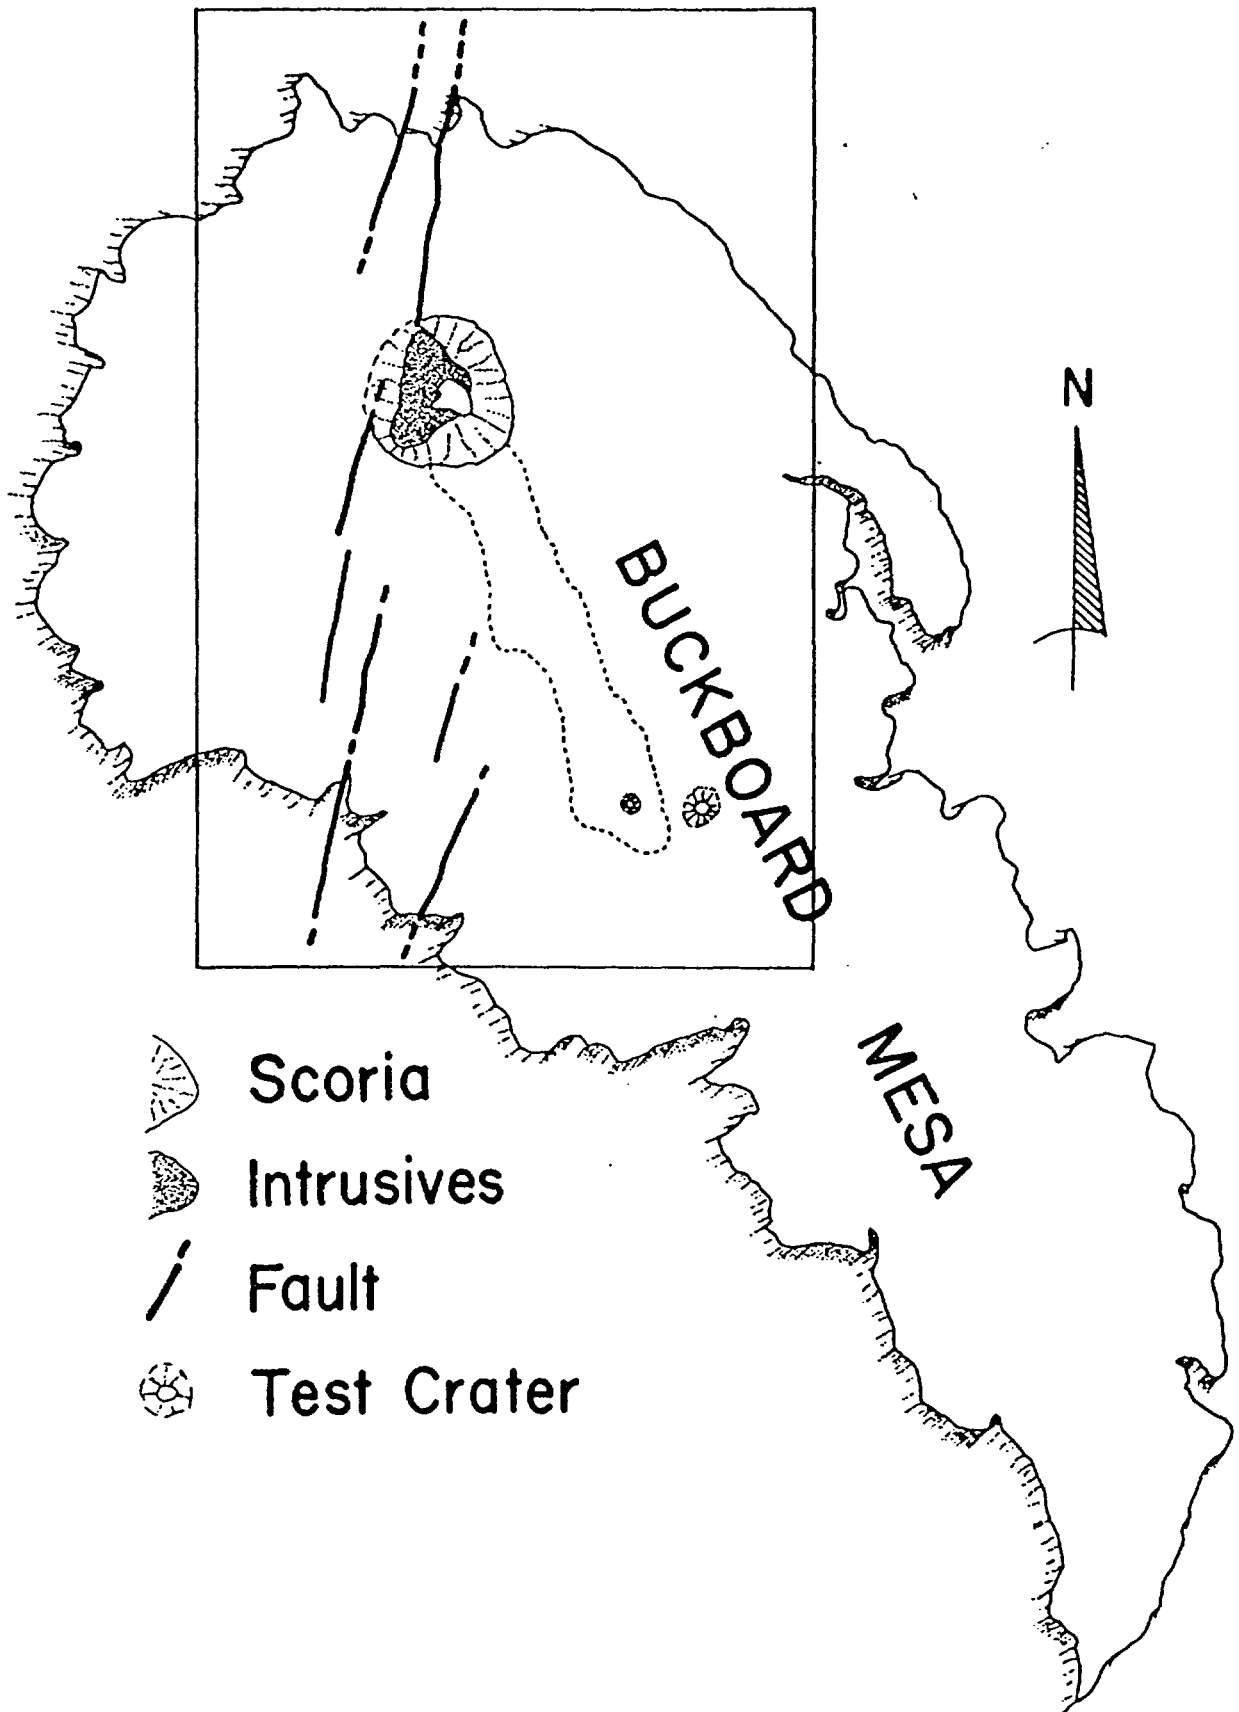 N
BUCKBOARD
MESA
Scoria
Intrusives
Fault
Test Crater